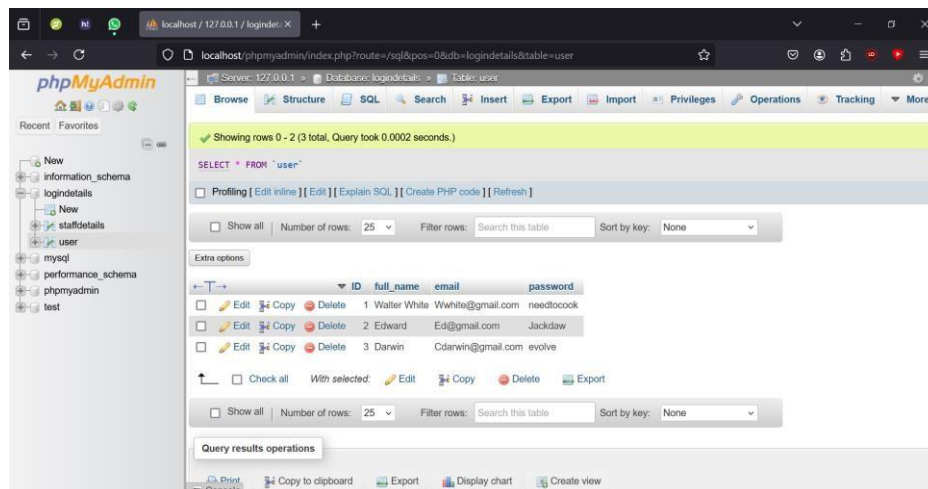 localhost / 127.0.0.1 / logindet
localhost/phpmyadmin/index.php?route=/sql&pos=0&db=logindetails&table=user
phpMyAdmin
Recent Favorites
New
information_schema
logindetails
New
staffdetails
user
mysql
performance_schema
phpmyadmin
test
Server: 127.0.0.1 » Database: logindetails » Table: user
Browse Structure SQL Search Insert Export Import Privileges Operations Tracking More
Showing rows 0 - 2 (3 total, Query took 0.0002 seconds.)
SELECT * FROM `user`
Profiling [ Edit inline ] [ Edit ] [ Explain SQL ] [ Create PHP code ] [ Refresh ]
Show all | Number of rows: 25 Filter rows: Search this table Sort by key: None
Extra options
←T→ ID full_name email password
Edit Copy Delete 1 Walter White Wwhite@gmail.com needtocook
Edit Copy Delete 2 Edward Ed@gmail.com Jackdaw
Edit Copy Delete 3 Darwin Cdarwin@gmail.com evolve
Check all With selected: Edit Copy Delete Export
Show all | Number of rows: 25 Filter rows: Search this table Sort by key: None
Query results operations
Print Copy to clipboard Export Display chart Create view
Console